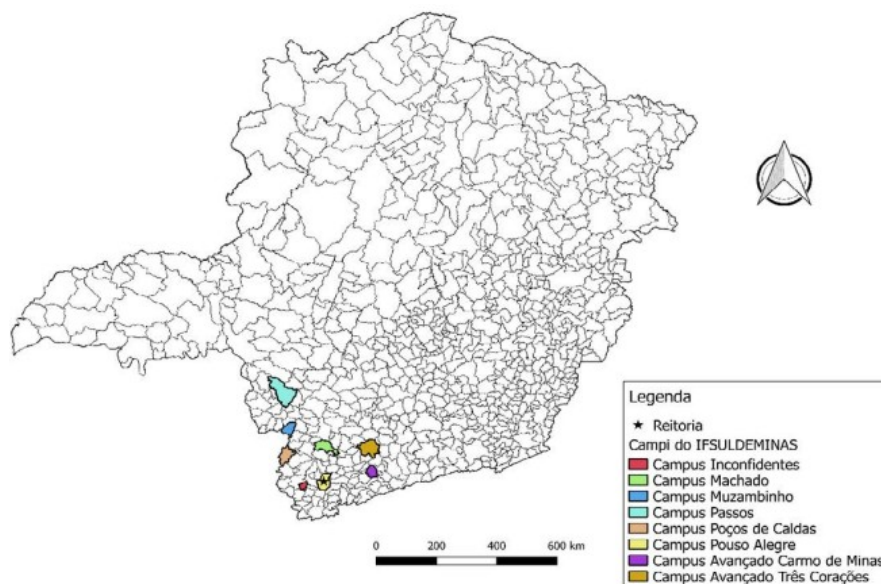 Legenda
Reitoria
Campi do IFSULDEMINAS
Campus Inconfidentes
Campus Machado
Campus Muzambinho
Campus Passos
Campus Poços de Caldas
Campus Pouso Alegre
Campus Avançado Carmo de Minas
Campus Avançado Três Corações
0 200 400 600 km